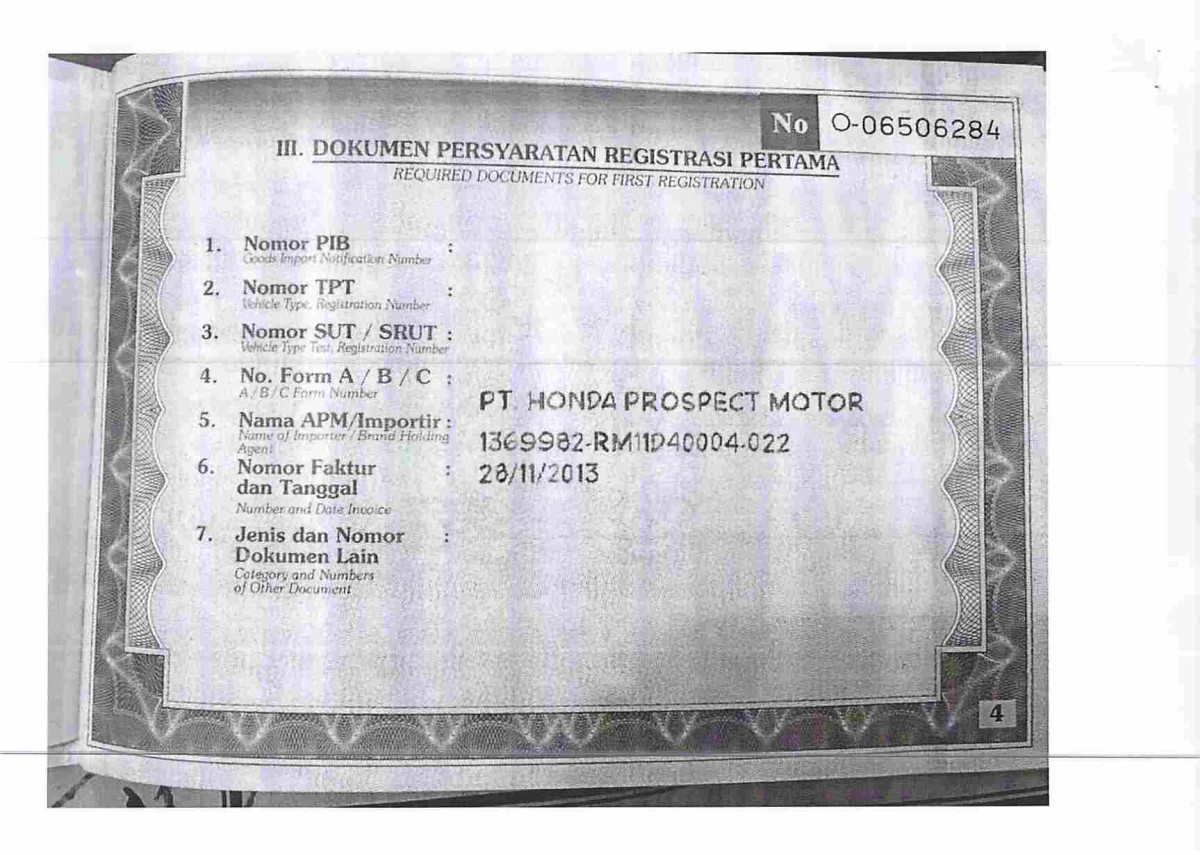 No O-06506284
III. DOKUMEN PERSYARATAN REGISTRASI PERTAMA
REQUIRED DOCUMENTS FOR FIRST REGISTRATION
1. Nomor PIB :
Goods Import Notification Number
2. Nomor TPT :
Vehicle Type, Registration Number
3. Nomor SUT / SRUT :
Vehicle Type Test, Registration Number
4. No. Form A / B / C :
A / B / C Form Number
PT. HONDA PROSPECT MOTOR
5. Nama APM/Importir :
Name of Importer / Brand Holding
Agent
1369982-RM11D40004-022
6. Nomor Faktur :
dan Tanggal
28/11/2013
Number and Date Invoice
7. Jenis dan Nomor :
Dokumen Lain
Category and Numbers
of Other Document
4